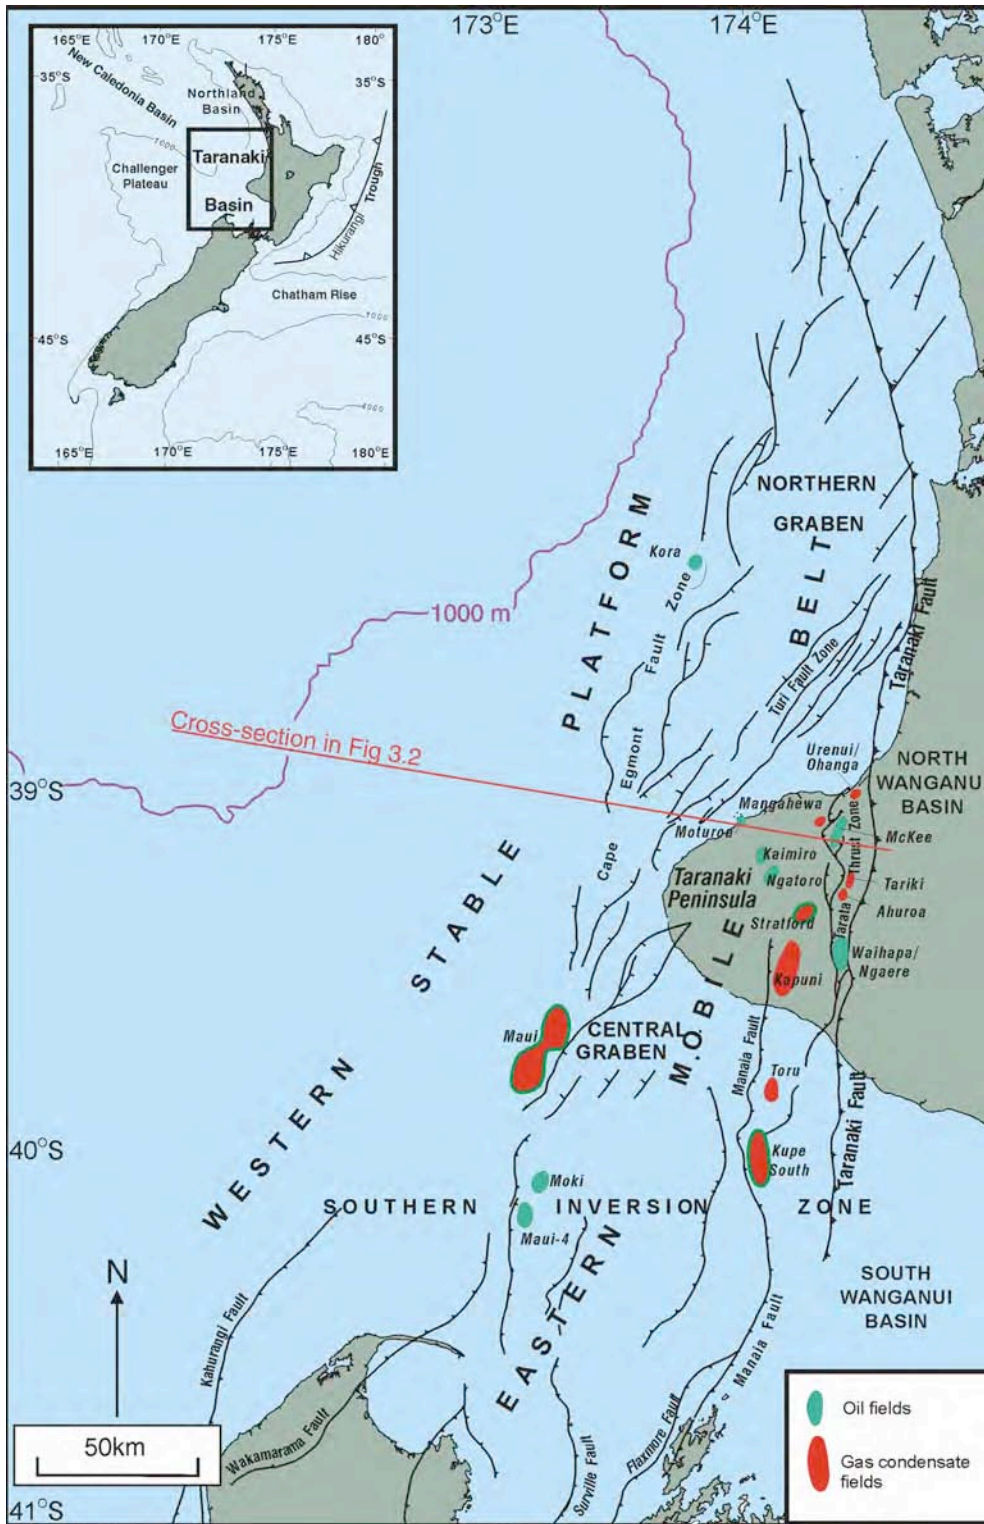 173°E
174°E
165°E
170°E
175°E
180°
New Caledonia Basin
35°S
35°S
Northland
Basin
1000
Taranaki
Basin
Challenger
Plateau
Hikurangi
Trough
Chatham Rise
1000
45°S
45°S
4000
165°E
170°E
175°E
180°E
NORTHERN
GRABEN
PLATFORM
BELT
Kora
1000 m
Cape
Egmont
Fault
Zone
Turi Fault Zone
Taranaki Fault
Cross-section in Fig 3.2
39°S
Urenui/
Ohanga
NORTH
WANGANU
BASIN
Mangahewa
Moturoa
McKee
Thrust Zone
Tarata
Kaimiro
Ngatoro
Tariki
Taranaki
Peninsula
Ahuroa
Stratford
Waihapa/
Ngaere
Kapuni
STABLE
MOBILE
Maui
CENTRAL
GRABEN
Manaia Fault
Toru
Taranaki Fault
WESTERN
40°S
Kupe
South
Moki
Maui-4
SOUTHERN INVERSION ZONE
EASTERN
SOUTH
WANGANUI
BASIN
N
Kahurangi Fault
Wakamarama Fault
Surville Fault
Flaxmore Fault
Manaia Fault
50km
41°S
Oil fields
Gas condensate
fields